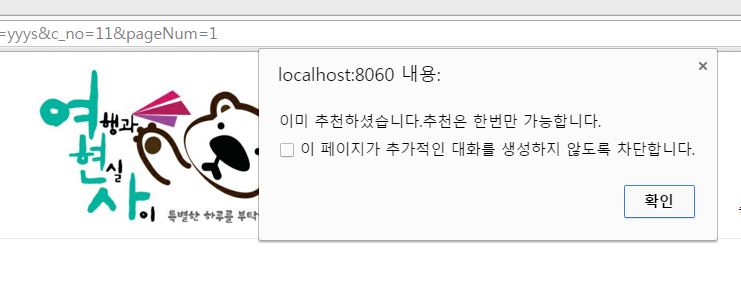 =yyys&c_no=11&pageNum=1
localhost:8060 내용:
이미 추천하셨습니다.추천은 한번만 가능합니다.
이 페이지가 추가적인 대화를 생성하지 않도록 차단합니다.
확인
여행과
현실
사이
특별한 하루를 부탁